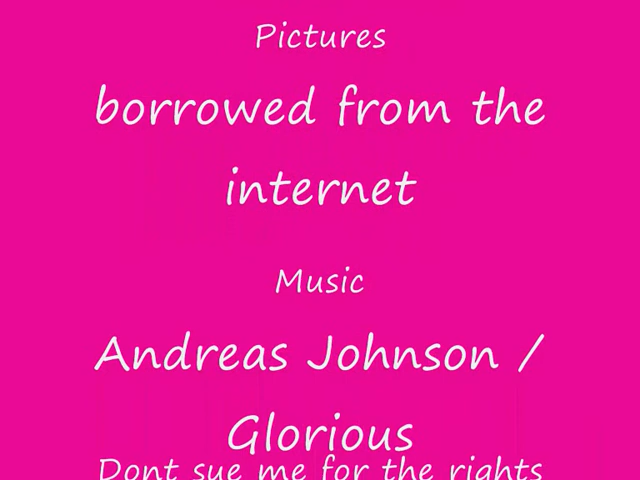 Pictures
borrowed from the
internet
Music
Andreas Johnson /
Glorious
Dont sue me for the rights